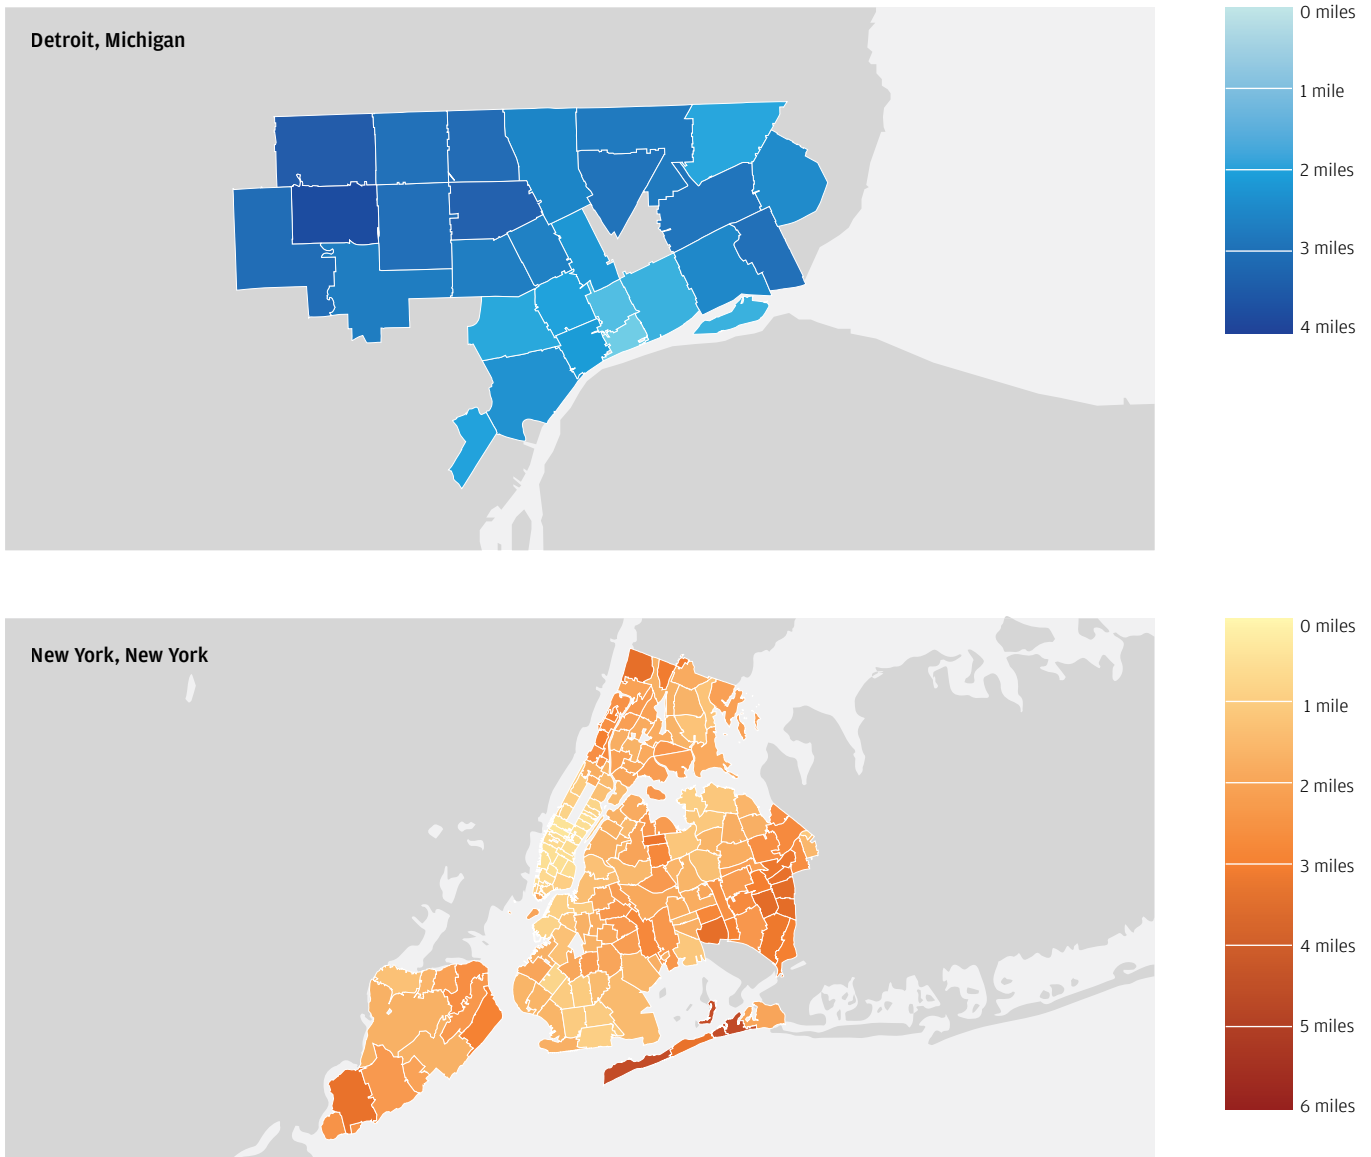 Detroit, Michigan
0 miles
1 mile
2 miles
3 miles
4 miles
New York, New York
0 miles
1 mile
2 miles
3 miles
4 miles
5 miles
6 miles